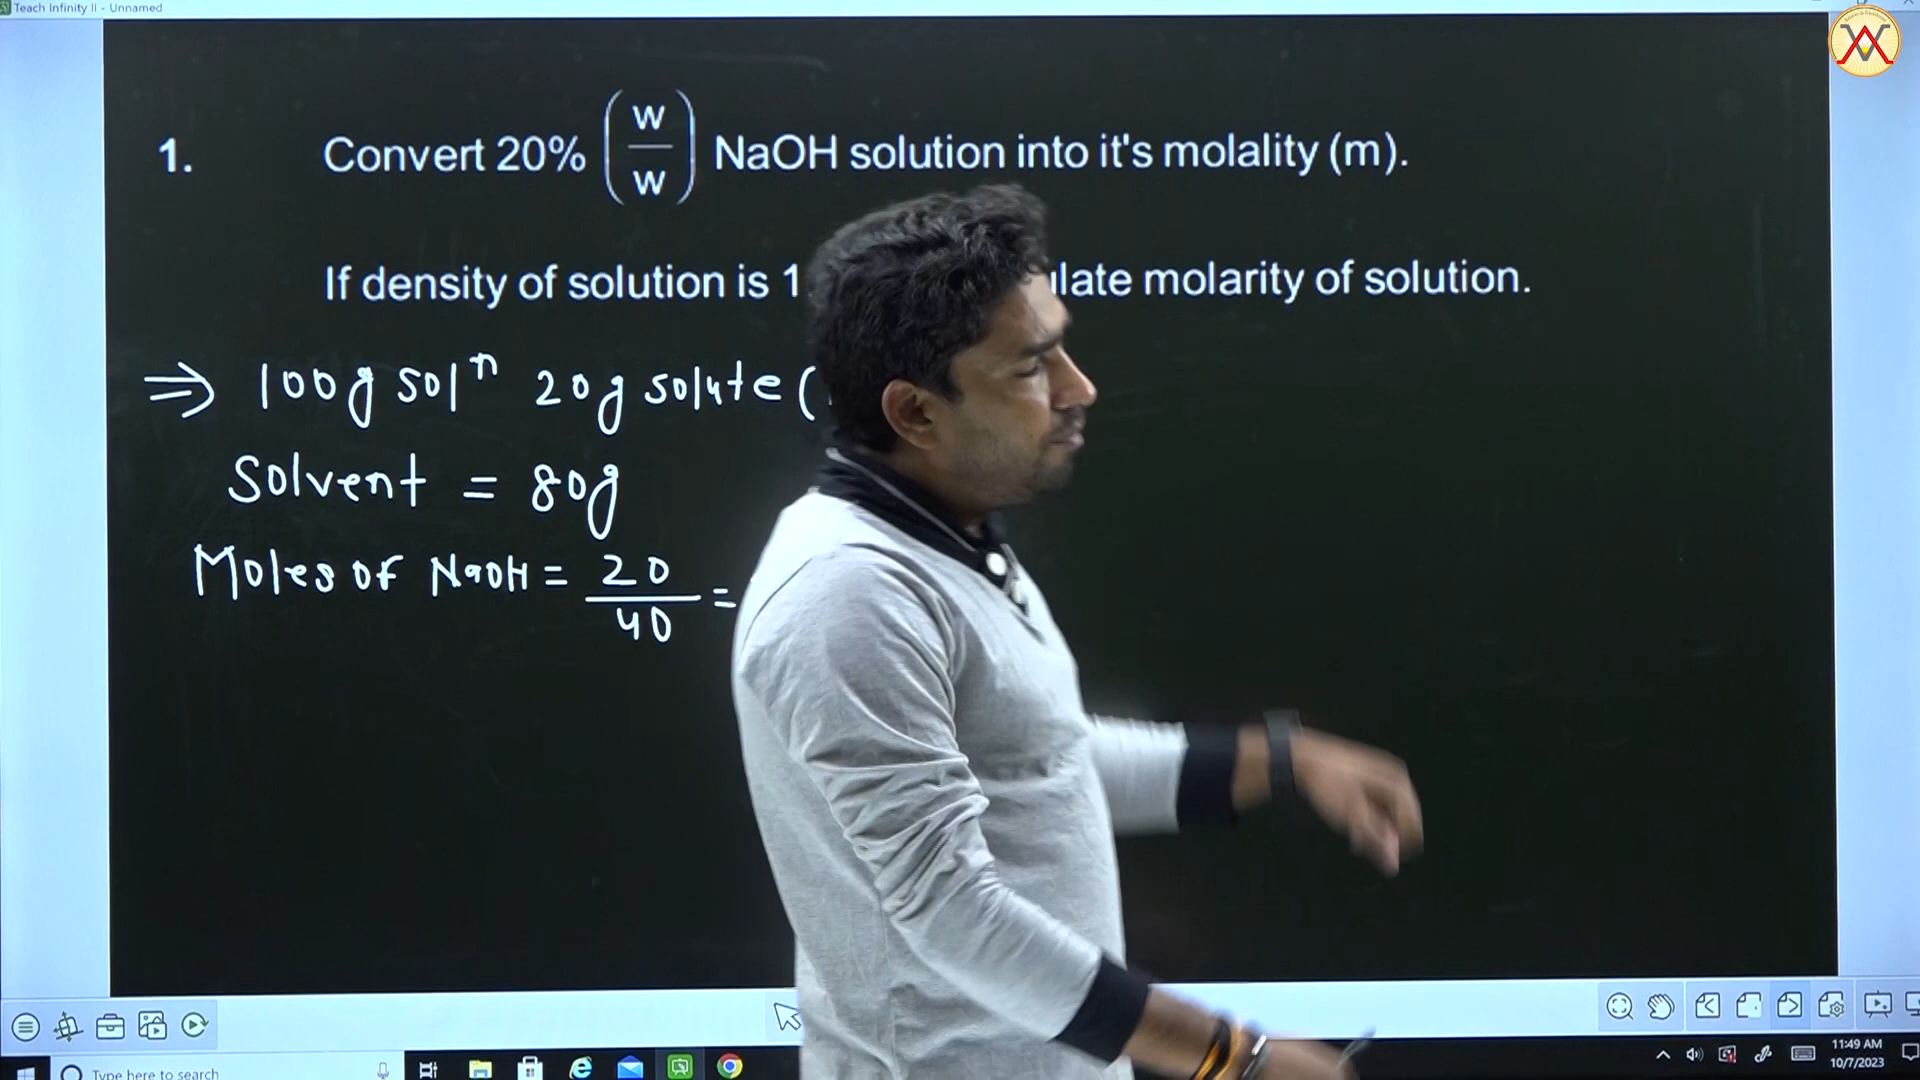 Teach Infinity II - Unnamed
1. Convert 20% (w/w) NaOH solution into it's molality (m).
If density of solution is 1 late molarity of solution.
⇒ 100g solⁿ 20g solute (
Solvent = 80g
Moles of NaOH = 20/40 =
Type here to search
11:49 AM
10/7/2023